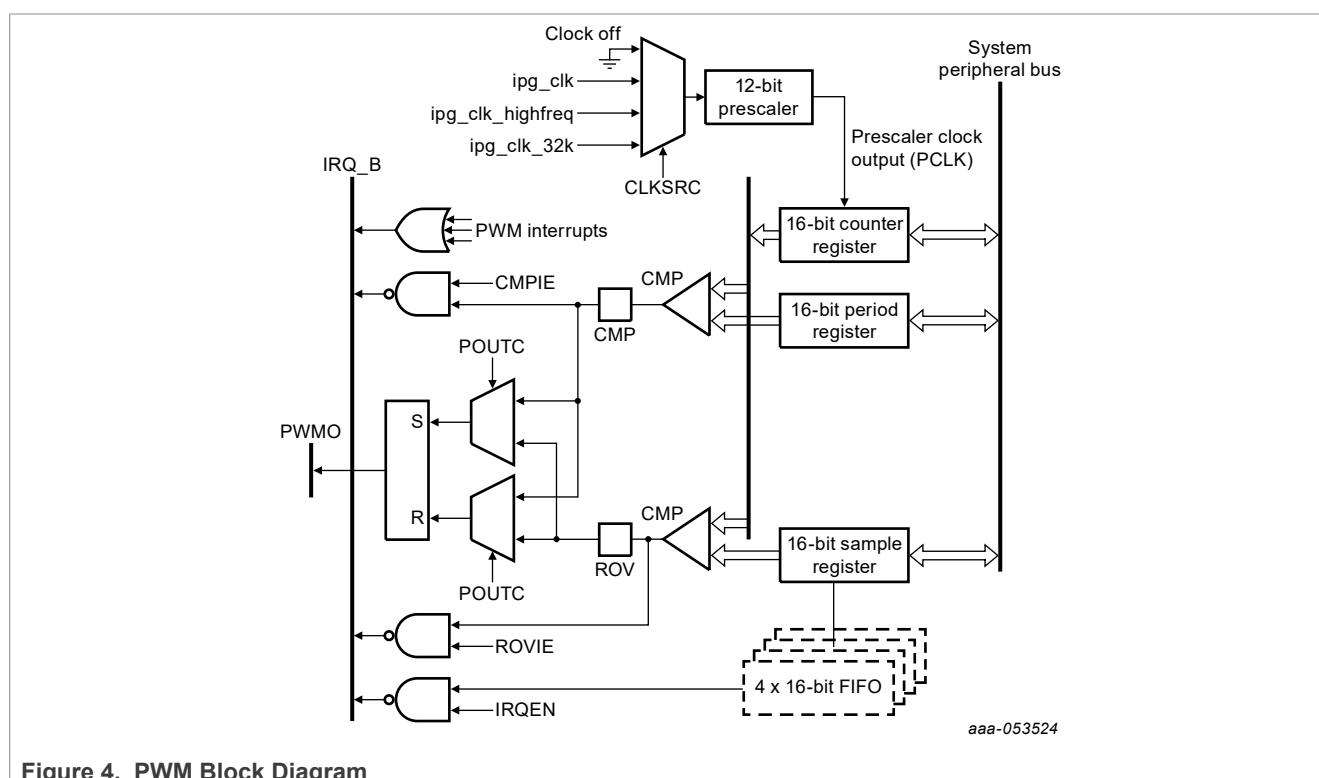 Clock off
System
peripheral bus
ipg_clk
12-bit
prescaler
ipg_clk_highfreq
ipg_clk_32k
Prescaler clock
output (PCLK)
IRQ_B
CLKSRC
PWM interrupts
16-bit counter
register
CMPIE
CMP
16-bit period
register
CMP
POUTC
S
PWMO
R
CMP
16-bit sample
register
ROV
POUTC
ROVIE
4 x 16-bit FIFO
IRQEN
aaa-053524
Figure 4. PWM Block Diagram